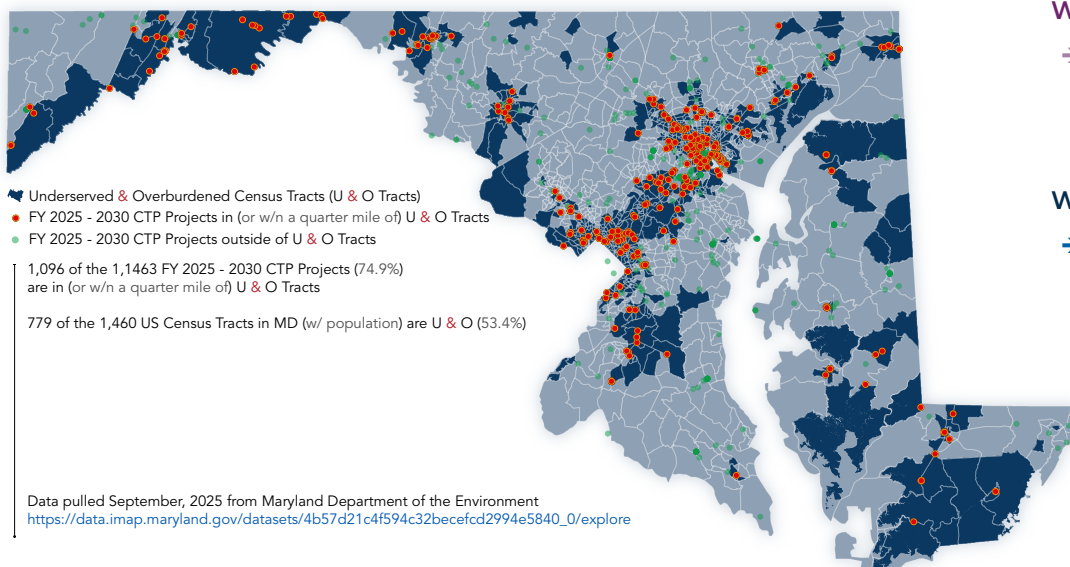 W
→
Underserved & Overburdened Census Tracts (U & O Tracts)
FY 2025 - 2030 CTP Projects in (or w/n a quarter mile of) U & O Tracts
FY 2025 - 2030 CTP Projects outside of U & O Tracts
W
→
1,096 of the 1,1463 FY 2025 - 2030 CTP Projects (74.9%)
are in (or w/n a quarter mile of) U & O Tracts
779 of the 1,460 US Census Tracts in MD (w/ population) are U & O (53.4%)
Data pulled September, 2025 from Maryland Department of the Environment
https://data.imap.maryland.gov/datasets/4b57d21c4f594c32becefcd2994e5840_0/explore